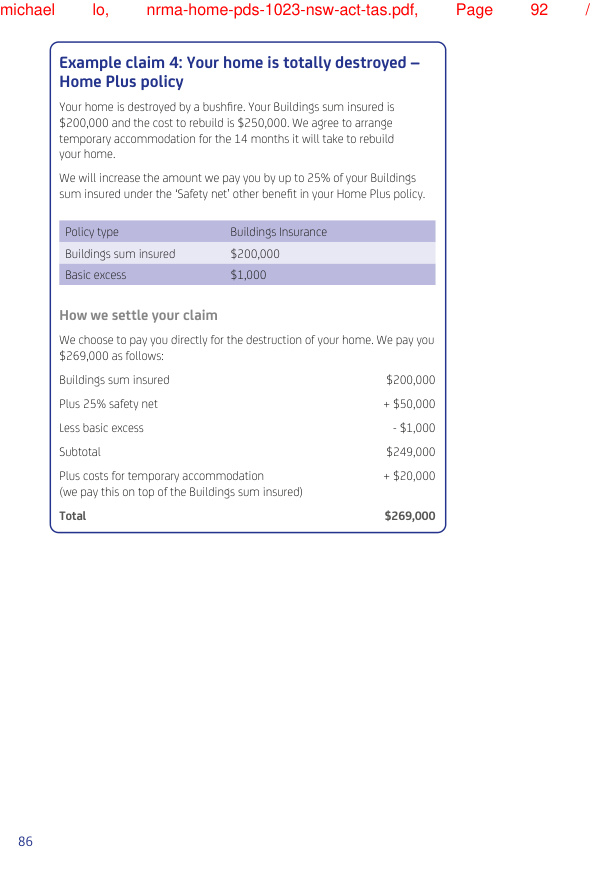 michael lo, nrma-home-pds-1023-nsw-act-tas.pdf, Page 92 /
Example claim 4: Your home is totally destroyed –
Home Plus policy
Your home is destroyed by a bushfire. Your Buildings sum insured is
$200,000 and the cost to rebuild is $250,000. We agree to arrange
temporary accommodation for the 14 months it will take to rebuild
your home.
We will increase the amount we pay you by up to 25% of your Buildings
sum insured under the ‘Safety net’ other benefit in your Home Plus policy.
Policy type Buildings Insurance
Buildings sum insured $200,000
Basic excess $1,000
How we settle your claim
We choose to pay you directly for the destruction of your home. We pay you
$269,000 as follows:
Buildings sum insured $200,000
Plus 25% safety net + $50,000
Less basic excess - $1,000
Subtotal $249,000
Plus costs for temporary accommodation + $20,000
(we pay this on top of the Buildings sum insured)
Total $269,000
86